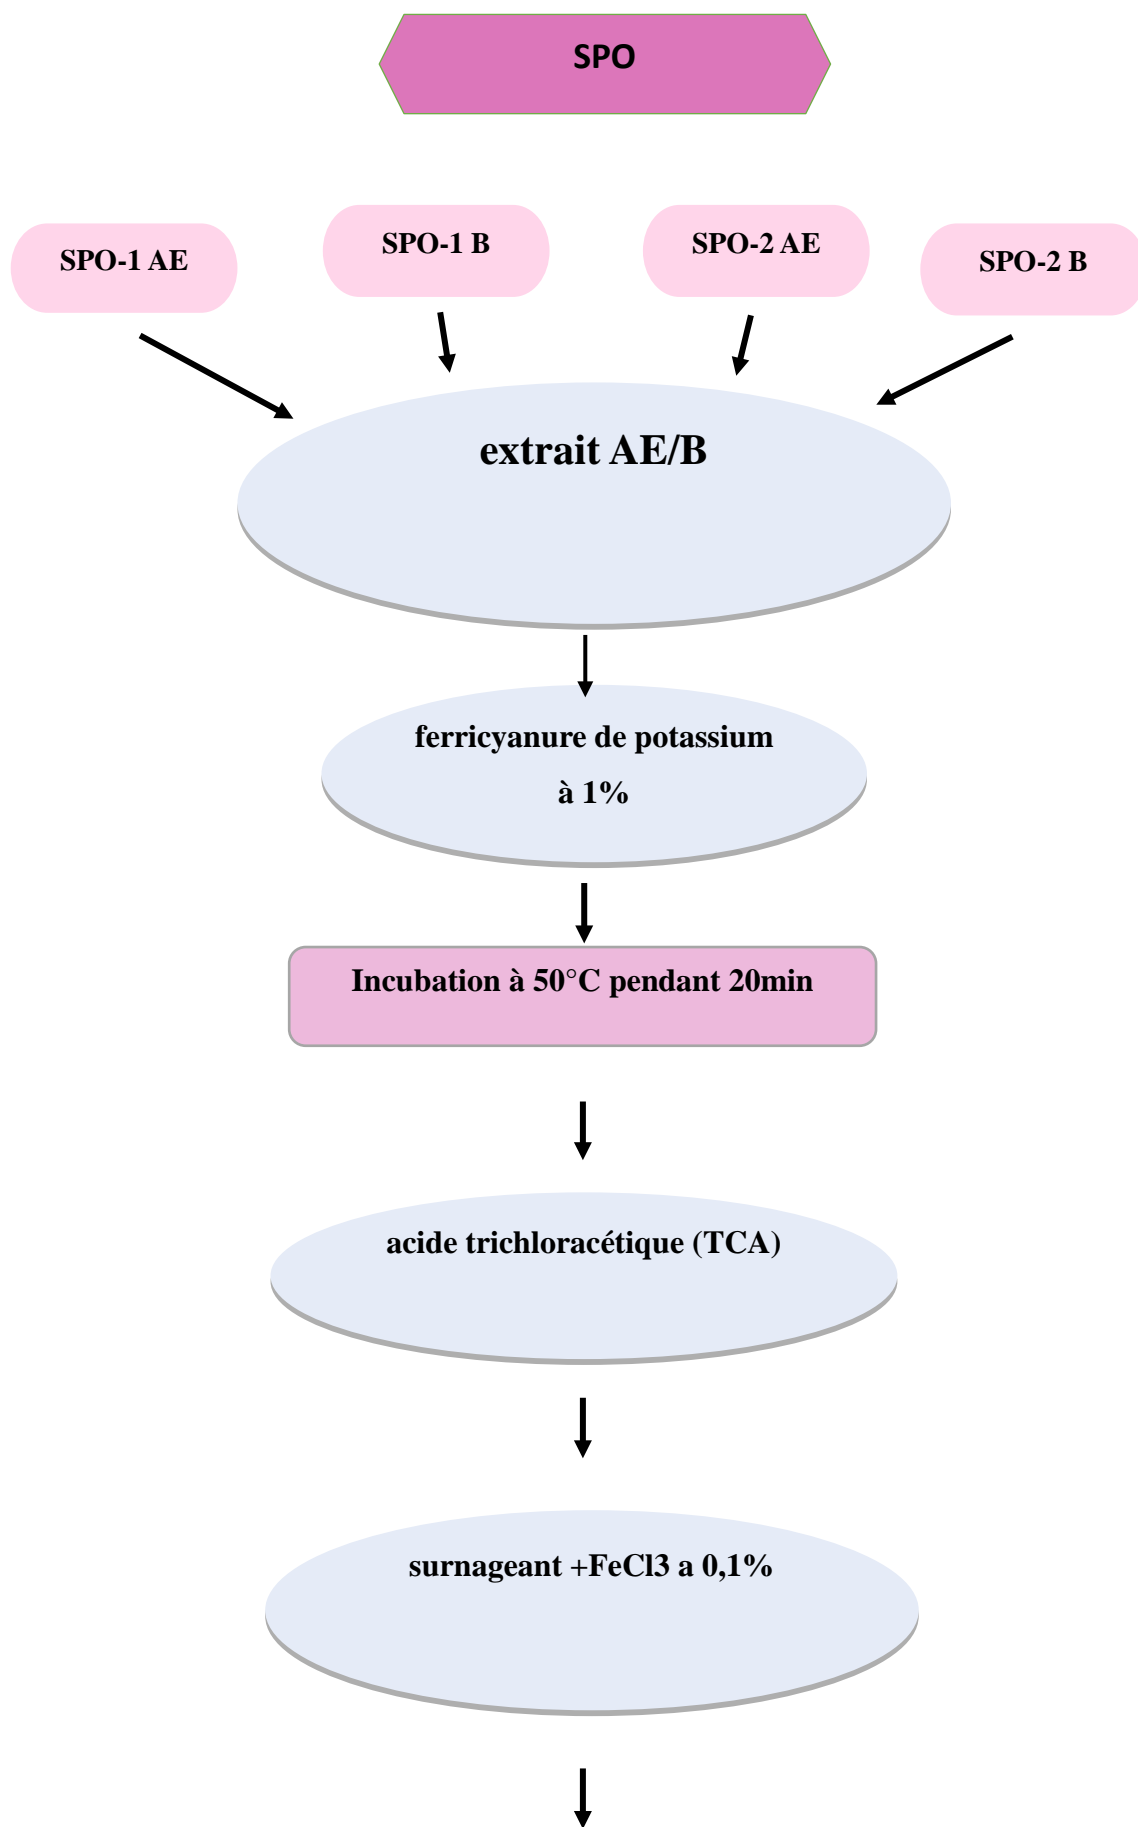 SPO
SPO-1 AE
SPO-1 B
SPO-2 AE
SPO-2 B
extrait AE/B
ferricyanure de potassium
à 1%
Incubation à 50°C pendant 20min
acide trichloracétique (TCA)
surnageant +FeCl3 a 0,1%